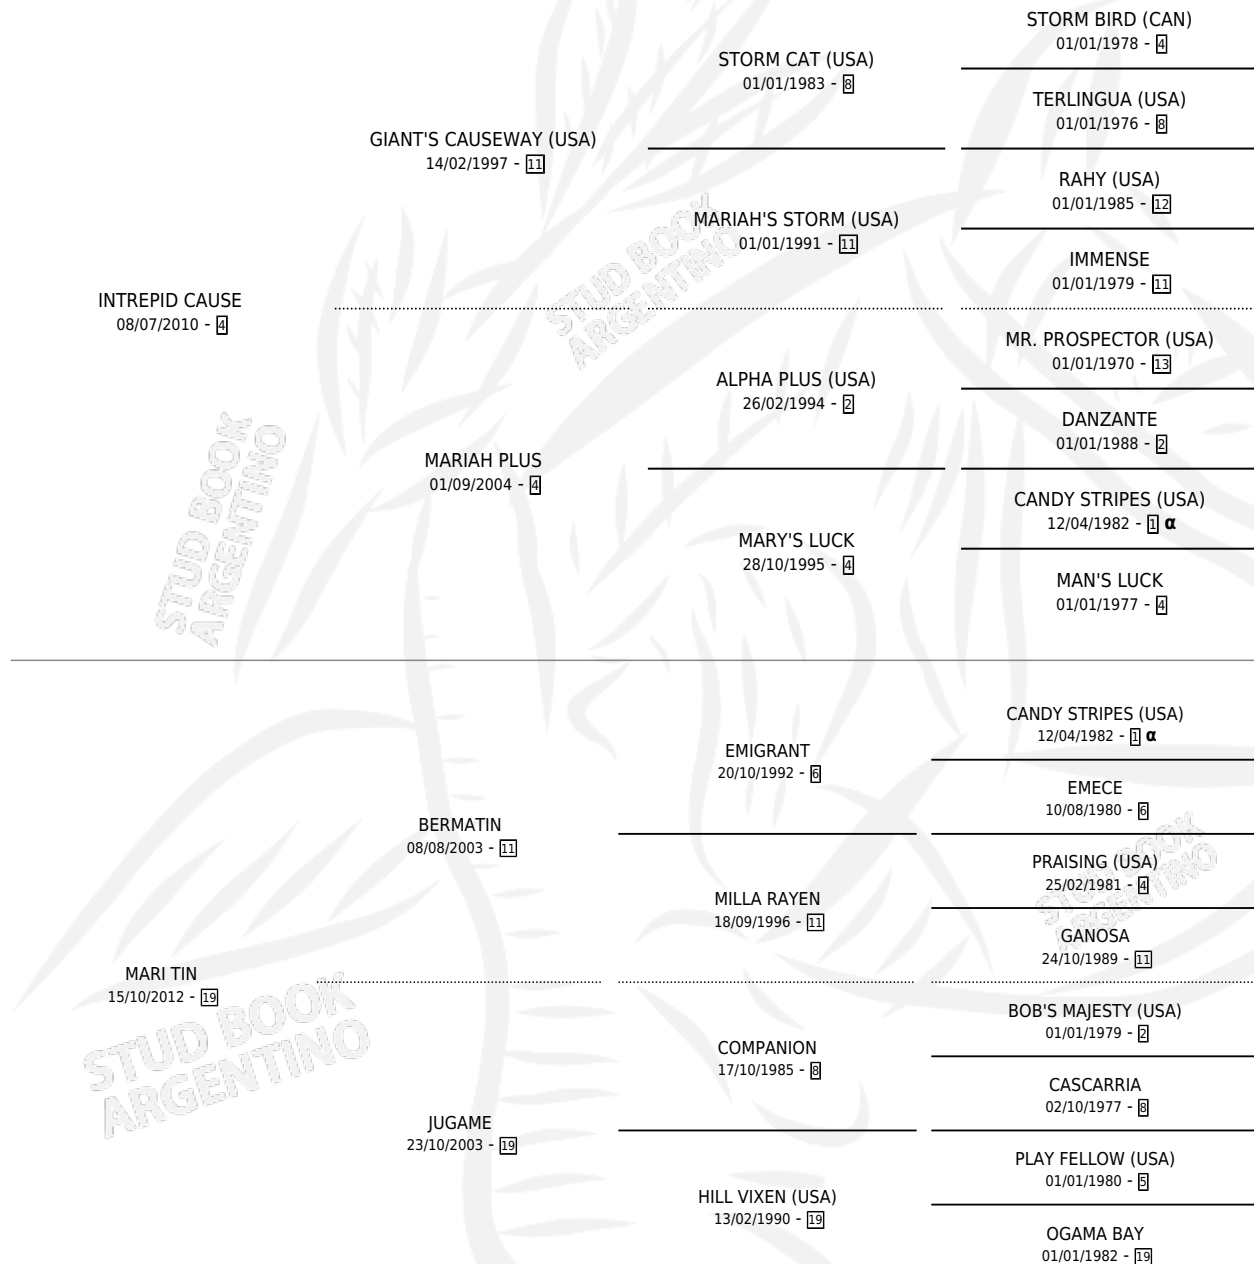 STORM BIRD (CAN)
01/01/1978 - 4
STORM CAT (USA)
01/01/1983 - 8
TERLINGUA (USA)
01/01/1976 - 8
GIANT'S CAUSEWAY (USA)
14/02/1997 - 11
RAHY (USA)
01/01/1985 - 12
MARIAH'S STORM (USA)
01/01/1991 - 11
IMMENSE
01/01/1979 - 11
INTREPID CAUSE
08/07/2010 - 4
MR. PROSPECTOR (USA)
01/01/1970 - 13
ALPHA PLUS (USA)
26/02/1994 - 2
DANZANTE
01/01/1988 - 2
MARIAH PLUS
01/09/2004 - 4
CANDY STRIPES (USA)
12/04/1982 - 1 α
MARY'S LUCK
28/10/1995 - 4
MAN'S LUCK
01/01/1977 - 4
STUD BOOK
ARGENTINO
STUD BOOK
ARGENTINO
CANDY STRIPES (USA)
12/04/1982 - 1 α
EMIGRANT
20/10/1992 - 6
EMECE
10/08/1980 - 6
BERMATIN
08/08/2003 - 11
PRAISING (USA)
25/02/1981 - 4
MILLA RAYEN
18/09/1996 - 11
GANOSA
24/10/1989 - 11
MARI TIN
15/10/2012 - 19
BOB'S MAJESTY (USA)
01/01/1979 - 2
COMPANION
17/10/1985 - 8
CASCARRIA
02/10/1977 - 8
JUGAME
23/10/2003 - 19
PLAY FELLOW (USA)
01/01/1980 - 5
HILL VIXEN (USA)
13/02/1990 - 19
OGAMA BAY
01/01/1982 - 19
STUD BOOK
ARGENTINO
STUD BOOK
ARGENTINO